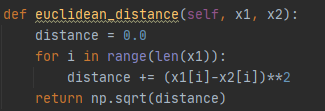 def euclidean_distance(self, x1, x2):
    distance = 0.0
    for i in range(len(x1)):
        distance += (x1[i]-x2[i])**2
    return np.sqrt(distance)